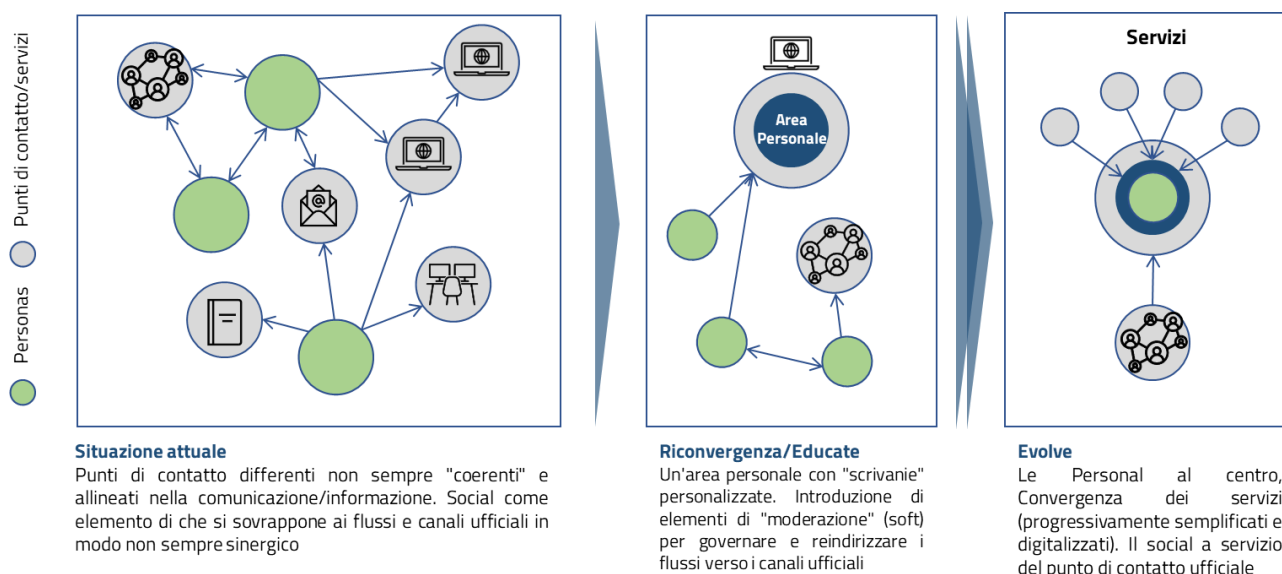 Punti di contatto/servizi
Personas
@
Area
Personale
Servizi
Situazione attuale
Punti di contatto differenti non sempre "coerenti" e
allineati nella comunicazione/informazione. Social come
elemento di che si sovrappone ai flussi e canali ufficiali in
modo non sempre sinergico
Riconvergenza/Educate
Un'area personale con "scrivanie"
personalizzate. Introduzione di
elementi di "moderazione" (soft)
per governare e reindirizzare i
flussi verso i canali ufficiali
Evolve
Le Personal al centro,
Convergenza dei servizi
(progressivamente semplificati e
digitalizzati). Il social a servizio
del punto di contatto ufficiale